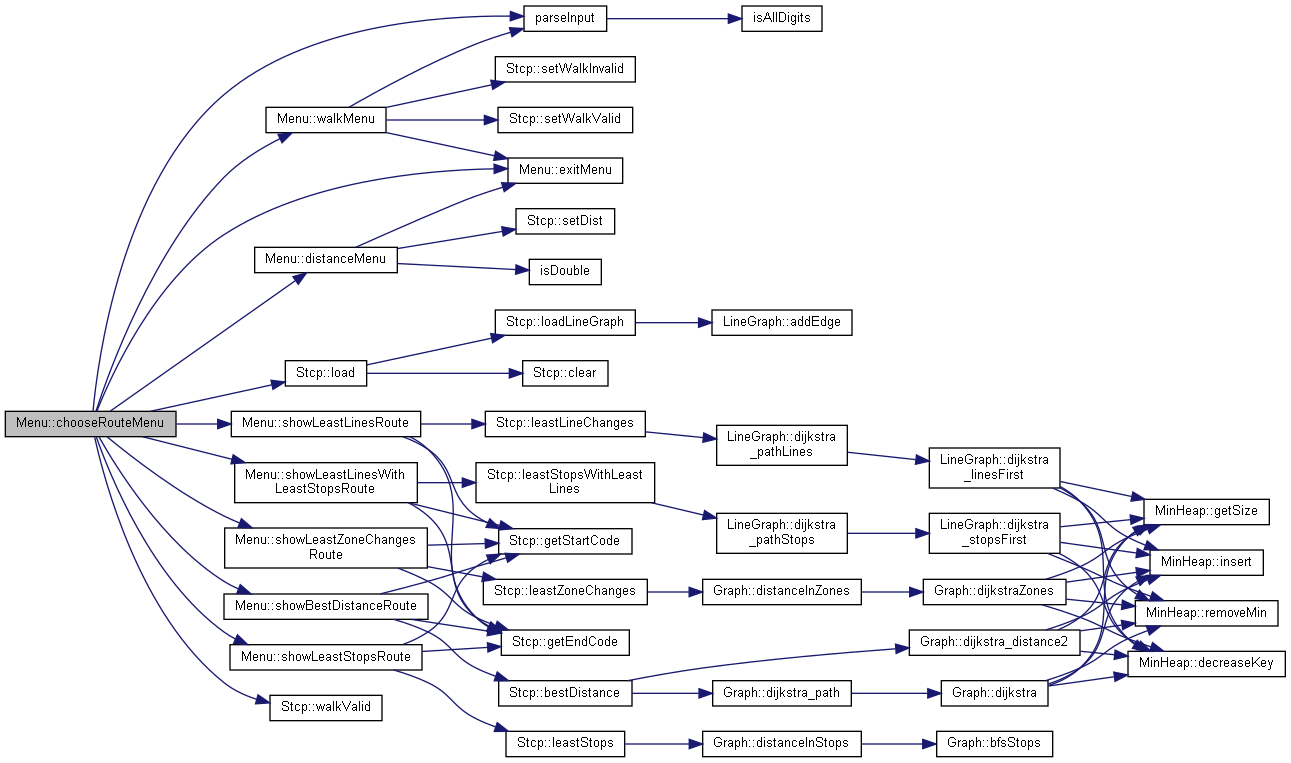 Menu::chooseRouteMenu
parseInput
isAllDigits
Menu::walkMenu
Stcp::setWalkInvalid
Stcp::setWalkValid
Menu::exitMenu
Menu::distanceMenu
Stcp::setDist
isDouble
Stcp::load
Stcp::loadLineGraph
LineGraph::addEdge
Stcp::clear
Menu::showLeastLinesRoute
Stcp::leastLineChanges
LineGraph::dijkstra
_pathLines
LineGraph::dijkstra
_linesFirst
Menu::showLeastLinesWith
LeastStopsRoute
Stcp::leastStopsWithLeast
Lines
LineGraph::dijkstra
_pathStops
LineGraph::dijkstra
_stopsFirst
Menu::showLeastZoneChanges
Route
Stcp::getStartCode
Stcp::leastZoneChanges
Graph::distanceInZones
Graph::dijkstraZones
Menu::showBestDistanceRoute
Stcp::getEndCode
Graph::dijkstra_distance2
Menu::showLeastStopsRoute
Stcp::bestDistance
Graph::dijkstra_path
Graph::dijkstra
Stcp::walkValid
Stcp::leastStops
Graph::distanceInStops
Graph::bfsStops
MinHeap::getSize
MinHeap::insert
MinHeap::removeMin
MinHeap::decreaseKey